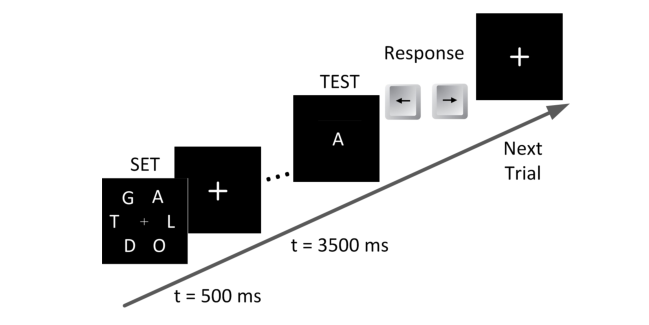 SET
G A
T + L
D O
+
...
TEST
A
Response
← →
+
t = 500 ms
t = 3500 ms
Next
Trial